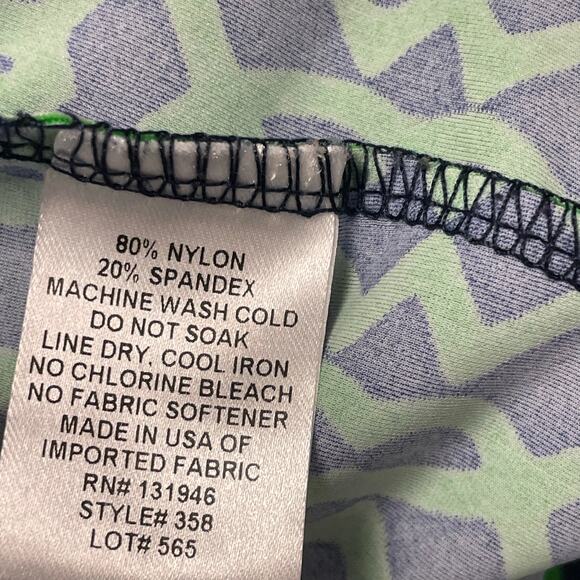 80% NYLON
20% SPANDEX
MACHINE WASH COLD
DO NOT SOAK
LINE DRY, COOL IRON
NO CHLORINE BLEACH
NO FABRIC SOFTENER
MADE IN USA OF
IMPORTED FABRIC
RN# 131946
STYLE# 358
LOT# 565